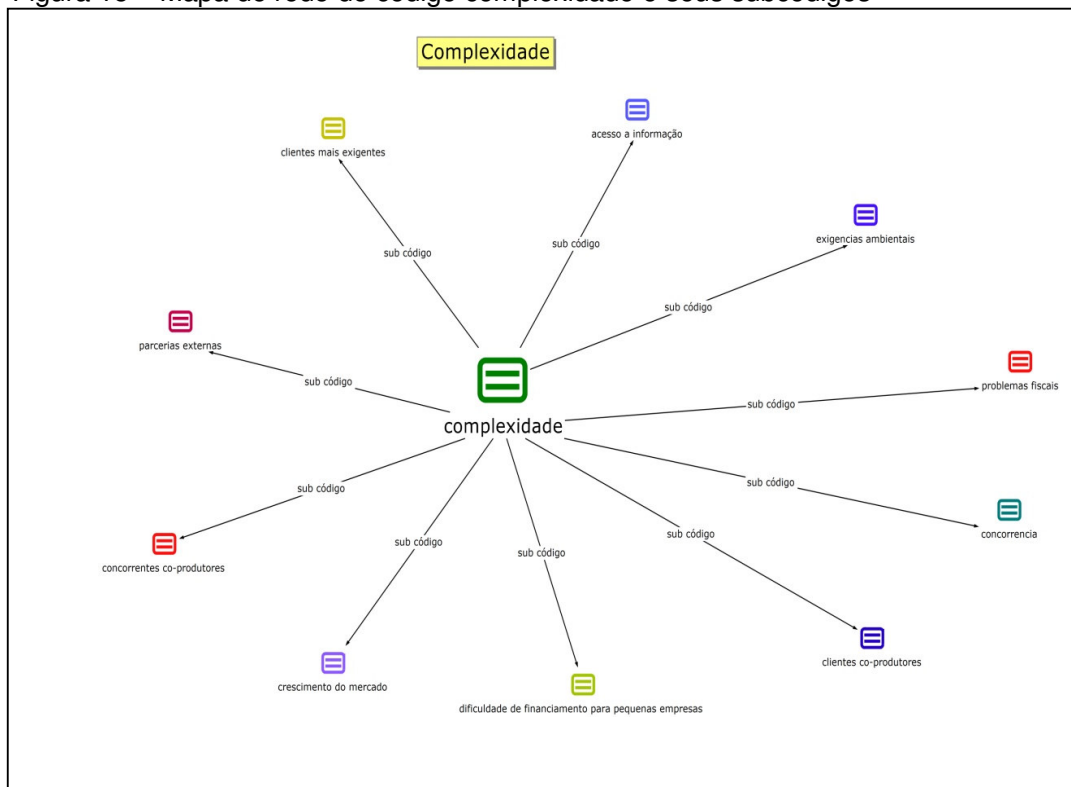 Complexidade
acesso a informação
clientes mais exigentes
exigencias ambientais
sub código
sub código
sub código
parcerias externas
problemas fiscais
sub código
sub código
complexidade
sub código
sub código
concorrencia
sub código
sub código
sub código
sub código
concorrentes co-produtores
clientes co-produtores
crescimento do mercado
dificuldade de financiamento para pequenas empresas